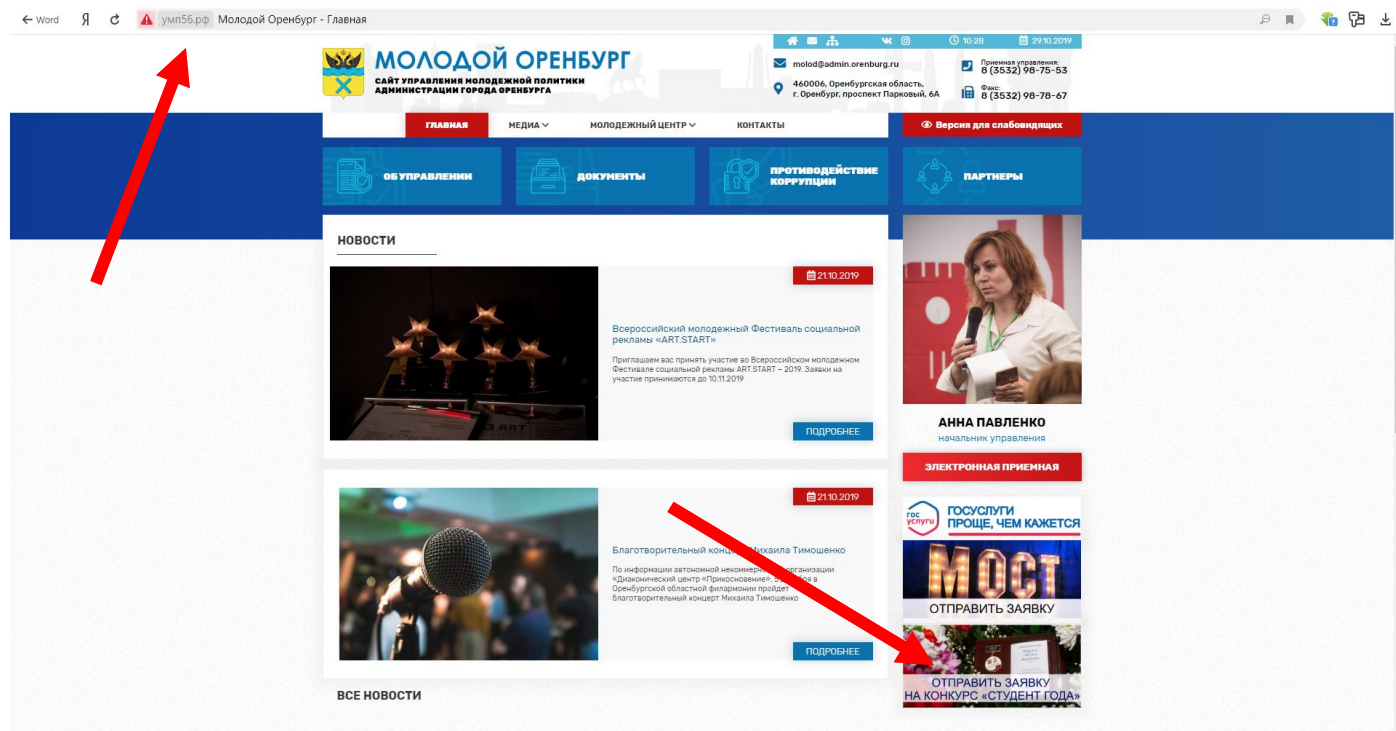 Word
Я
умп56.рф Молодой Оренбург - Главная
10:28
29.10.2019
МОЛОДОЙ ОРЕНБУРГ
САЙТ УПРАВЛЕНИЯ МОЛОДЕЖНОЙ ПОЛИТИКИ
АДМИНИСТРАЦИИ ГОРОДА ОРЕНБУРГА
molod@admin.orenburg.ru
460006, Оренбургская область,
г. Оренбург, проспект Парковый, 6А
Приемная управления:
8 (3532) 98-75-53
Факс:
8 (3532) 98-78-67
ГЛАВНАЯ
МЕДИА
МОЛОДЕЖНЫЙ ЦЕНТР
КОНТАКТЫ
Версия для слабовидящих
ОБ УПРАВЛЕНИИ
ДОКУМЕНТЫ
ПРОТИВОДЕЙСТВИЕ
КОРРУПЦИИ
ПАРТНЕРЫ
НОВОСТИ
21.10.2019
Всероссийский молодежный Фестиваль социальной
рекламы «ART.START»
Приглашаем вас принять участие во Всероссийском молодежном
Фестивале социальной рекламы ART.START – 2019. Заявки на
участие принимаются до 10.11.2019
ПОДРОБНЕЕ
АННА ПАВЛЕНКО
начальник управления
ЭЛЕКТРОННАЯ ПРИЕМНАЯ
21.10.2019
Благотворительный концерт Михаила Тимошенко
По информации автономной некоммерческой организации
«Диаконический центр «Прикосновение», 5
в
Оренбургской областной филармонии пройдет
благотворительный концерт Михаила Тимошенко
ПОДРОБНЕЕ
гос
услуги
ГОСУСЛУГИ
ПРОЩЕ, ЧЕМ КАЖЕТСЯ
МОСТ
ОТПРАВИТЬ ЗАЯВКУ
ОТПРАВИТЬ ЗАЯВКУ
НА КОНКУРС «СТУДЕНТ ГОДА»
ВСЕ НОВОСТИ